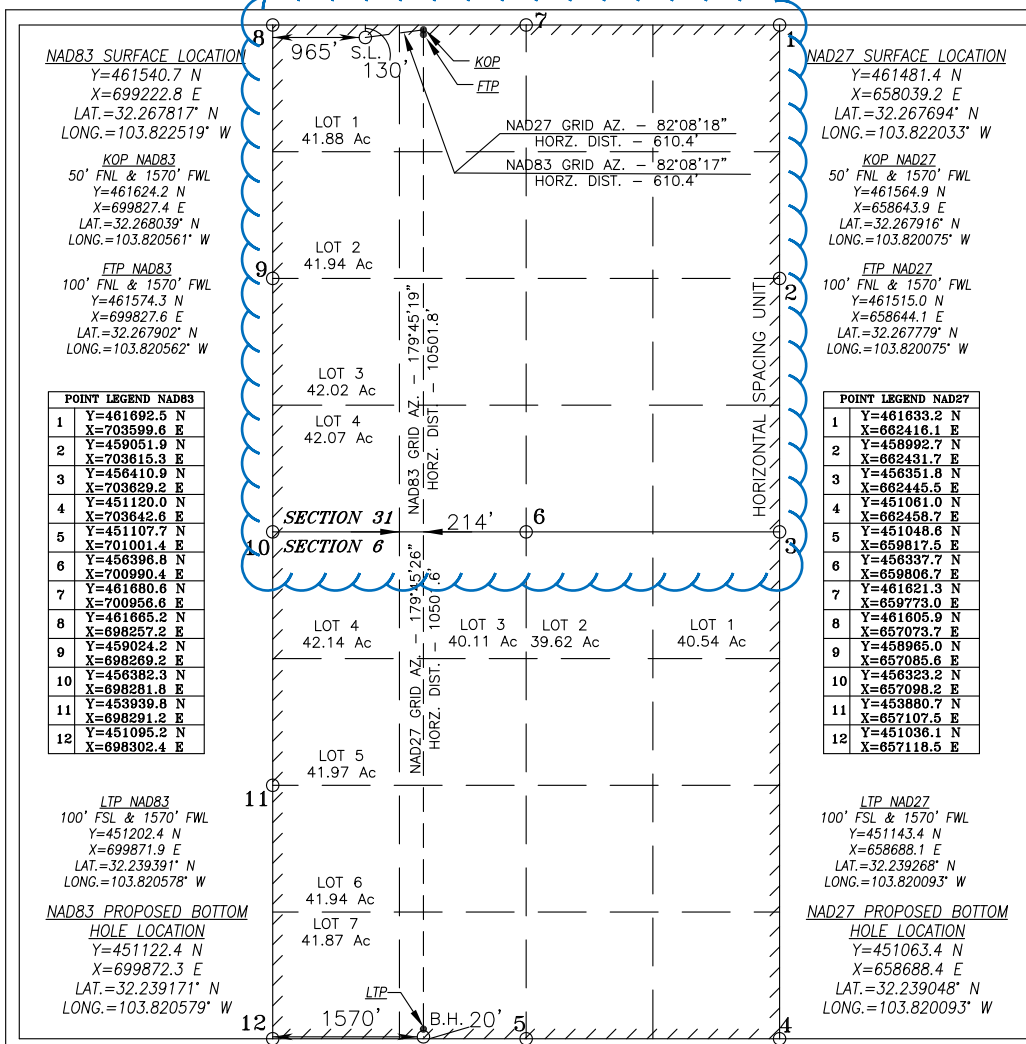 NAD83 SURFACE LOCATION
Y=461540.7 N
X=699222.8 E
LAT.=32.267817° N
LONG.=103.822519° W
KOP NAD83
50' FNL & 1570' FWL
Y=461624.2 N
X=699827.4 E
LAT.=32.268039° N
LONG.=103.820561° W
FTP NAD83
100' FNL & 1570' FWL
Y=461574.3 N
X=699827.6 E
LAT.=32.267902° N
LONG.=103.820562° W
POINT LEGEND NAD83
1 Y=461692.5 N
X=703599.6 E
2 Y=459051.9 N
X=703615.3 E
3 Y=456410.9 N
X=703629.2 E
4 Y=451120.0 N
X=703642.6 E
5 Y=451107.7 N
X=701001.4 E
6 Y=456396.8 N
X=700990.4 E
7 Y=461680.6 N
X=700956.6 E
8 Y=461665.2 N
X=698257.2 E
9 Y=459024.2 N
X=698269.2 E
10 Y=456382.3 N
X=698281.8 E
11 Y=453939.8 N
X=698291.2 E
12 Y=451095.2 N
X=698302.4 E
LTP NAD83
100' FSL & 1570' FWL
Y=451202.4 N
X=699871.9 E
LAT.=32.239391° N
LONG.=103.820578° W
NAD83 PROPOSED BOTTOM
HOLE LOCATION
Y=451122.4 N
X=699872.3 E
LAT.=32.239171° N
LONG.=103.820579° W
8
7
1
965'
S.L.
130'
KOP
FTP
LOT 1
41.88 Ac
NAD27 GRID AZ. - 82°08'18"
HORZ. DIST. - 610.4'
NAD83 GRID AZ. - 82°08'17"
HORZ. DIST. - 610.4'
LOT 2
41.94 Ac
9
2
LOT 3
42.02 Ac
LOT 4
42.07 Ac
NAD83 GRID AZ. - 179°45'19"
HORZ. DIST. - 10501.8'
HORIZONTAL SPACING UNIT
SECTION 31
214'
6
10
SECTION 6
3
NAD27 GRID AZ. - 179°45'26"
HORZ. DIST. - 10501.6'
LOT 4
42.14 Ac
LOT 3
40.11 Ac
LOT 2
39.62 Ac
LOT 1
40.54 Ac
LOT 5
41.97 Ac
11
LOT 6
41.94 Ac
LOT 7
41.87 Ac
LTP
12
1570'
B.H.
20'
5
4
NAD27 SURFACE LOCATION
Y=461481.4 N
X=658039.2 E
LAT.=32.267694° N
LONG.=103.822033° W
KOP NAD27
50' FNL & 1570' FWL
Y=461564.9 N
X=658643.9 E
LAT.=32.267916° N
LONG.=103.820075° W
FTP NAD27
100' FNL & 1570' FWL
Y=461515.0 N
X=658644.1 E
LAT.=32.267779° N
LONG.=103.820075° W
POINT LEGEND NAD27
1 Y=461633.2 N
X=662416.1 E
2 Y=458992.7 N
X=662431.7 E
3 Y=456351.8 N
X=662445.5 E
4 Y=451061.0 N
X=662458.7 E
5 Y=451048.6 N
X=659817.5 E
6 Y=456337.7 N
X=659806.7 E
7 Y=461621.3 N
X=659773.0 E
8 Y=461605.9 N
X=657073.7 E
9 Y=458965.0 N
X=657085.6 E
10 Y=456323.2 N
X=657098.2 E
11 Y=453880.7 N
X=657107.5 E
12 Y=451036.1 N
X=657118.5 E
LTP NAD27
100' FSL & 1570' FWL
Y=451143.4 N
X=658688.1 E
LAT.=32.239268° N
LONG.=103.820093° W
NAD27 PROPOSED BOTTOM
HOLE LOCATION
Y=451063.4 N
X=658688.4 E
LAT.=32.239048° N
LONG.=103.820093° W